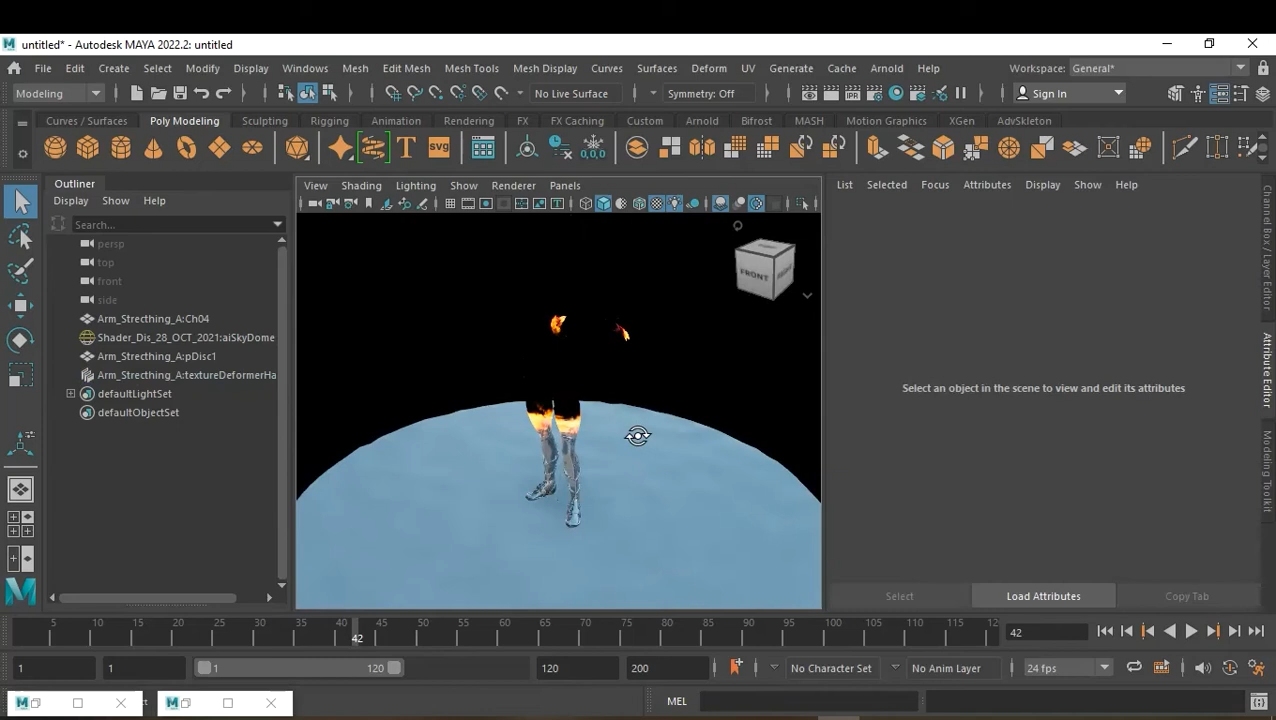 untitled* - Autodesk MAYA 2022.2: untitled
File Edit Create Select Modify Display Windows Mesh Edit Mesh Mesh Tools Mesh Display Curves Surfaces Deform UV Generate Cache Arnold Help Workspace: General*
Modeling No Live Surface Symmetry: Off Sign In
Curves / Surfaces Poly Modeling Sculpting Rigging Animation Rendering FX FX Caching Custom Arnold Bifrost MASH Motion Graphics XGen AdvSkeleton
T svg 0,0,0
Outliner
Display Show Help
Search...
persp
top
front
side
Arm_Strecthing_A:Ch04
Shader_Dis_28_OCT_2021:aiSkyDome
Arm_Strecthing_A:pDisc1
Arm_Strecthing_A:textureDeformerHa
defaultLightSet
defaultObjectSet
View Shading Lighting Show Renderer Panels
FRONT
List Selected Focus Attributes Display Show Help
Select an object in the scene to view and edit its attributes
Select Load Attributes Copy Tab
Channel Box / Layer Editor
Attribute Editor
Modeling Toolkit
5 10 15 20 25 30 35 40 45 50 55 60 65 70 75 80 85 90 95 100 105 110 115 12
42 42
1 1 1 120 120 200 No Character Set No Anim Layer 24 fps
MEL